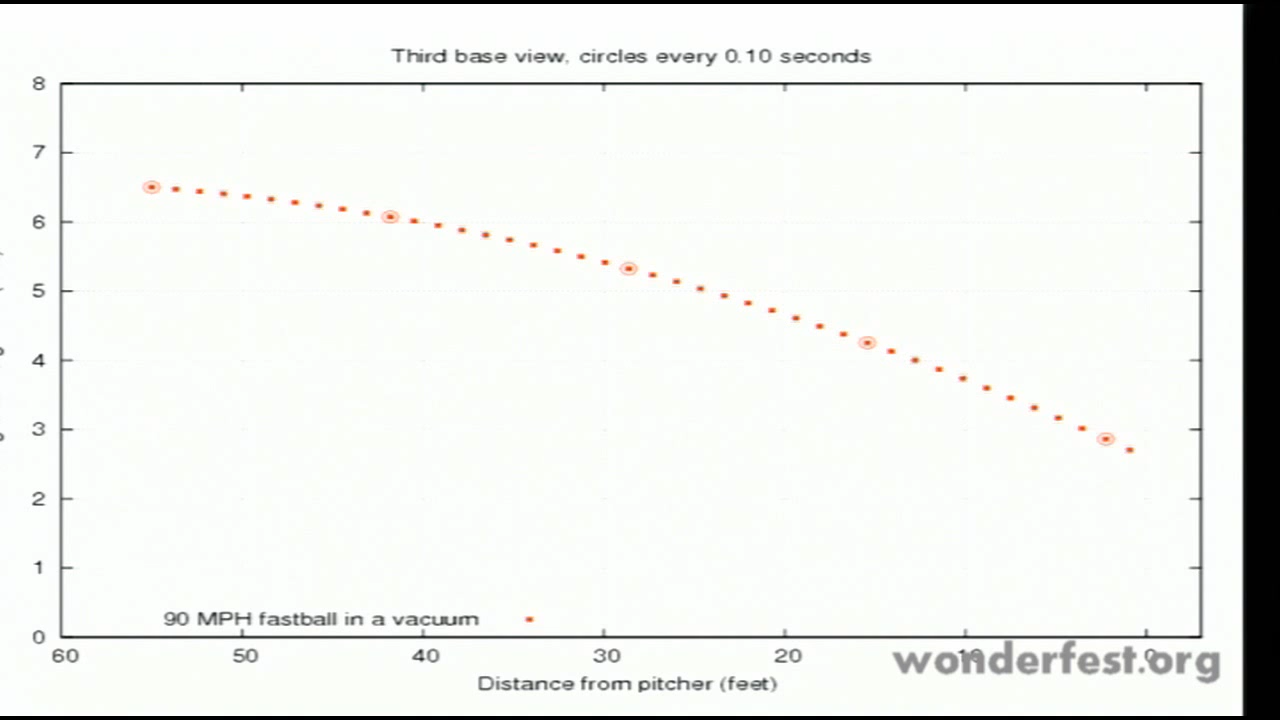 Third base view, circles every 0.10 seconds
8
7
6
5
4
3
2
1
0
60 50 40 30 20 10 0
90 MPH fastball in a vacuum
Distance from pitcher (feet)
wonderfest.org